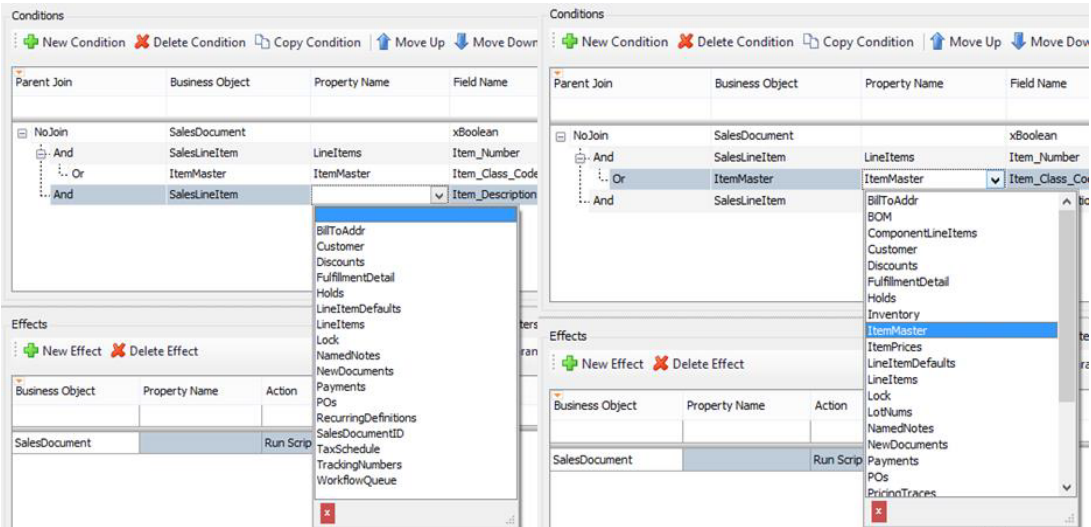 Conditions
New Condition Delete Condition Copy Condition Move Up Move Down
Parent Join Business Object Property Name Field Name
NoJoin SalesDocument xBoolean
And SalesLineItem LineItems Item_Number
Or ItemMaster ItemMaster Item_Class_Code
And SalesLineItem Item_Description
BillToAddr
Customer
Discounts
FulfillmentDetail
Holds
LineItemDefaults
LineItems
Lock
NamedNotes
NewDocuments
Payments
POs
RecurringDefinitions
SalesDocumentID
TaxSchedule
TrackingNumbers
WorkflowQueue
x
Effects
New Effect Delete Effect
Business Object Property Name Action
SalesDocument Run Scrip
Conditions
New Condition Delete Condition Copy Condition Move Up Move Dow
Parent Join Business Object Property Name Field Name
NoJoin SalesDocument xBoolean
And SalesLineItem LineItems Item_Number
Or ItemMaster ItemMaster Item_Class_Co
And SalesLineItem
BillToAddr
BOM
ComponentLineItems
Customer
Discounts
FulfillmentDetail
Holds
Inventory
ItemMaster
ItemPrices
LineItemDefaults
LineItems
Lock
LotNums
NamedNotes
NewDocuments
Payments
POs
PricingTraces
x
Effects
New Effect Delete Effect
Business Object Property Name Action
SalesDocument Run Scrip